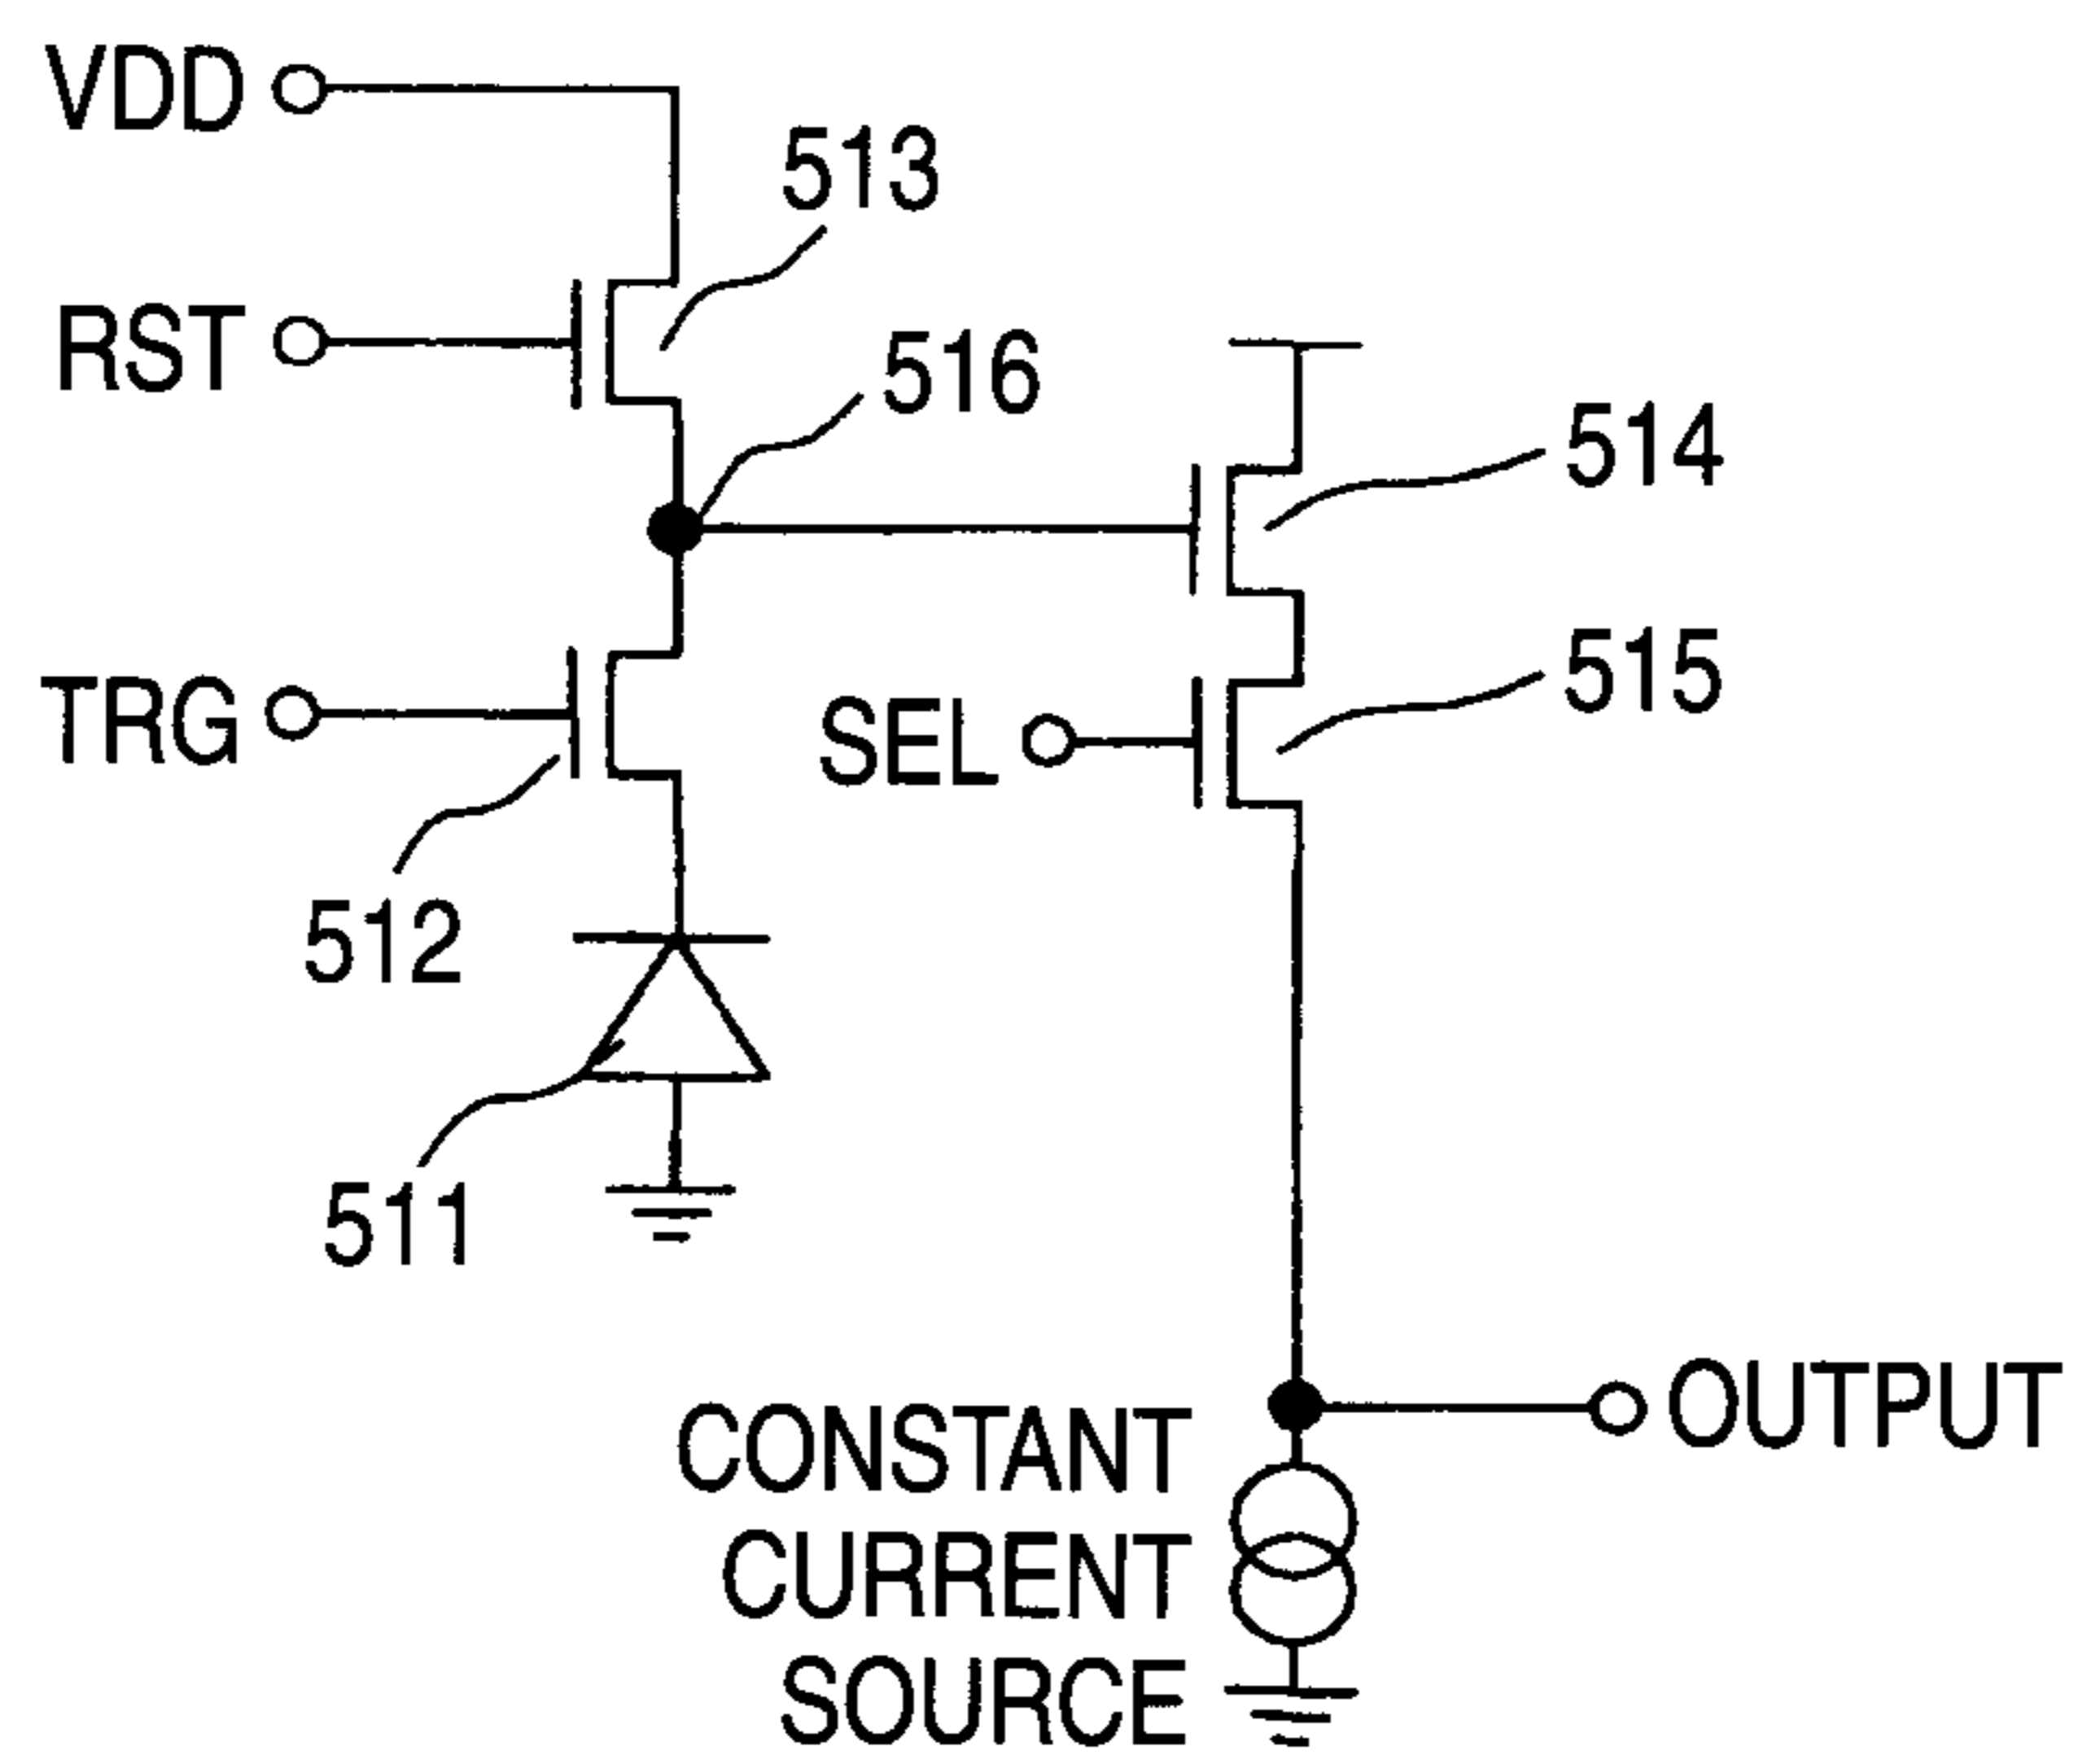 VDD
513
RST
516
514
TRG
SEL
515
512
511
OUTPUT
CONSTANT
CURRENT
SOURCE